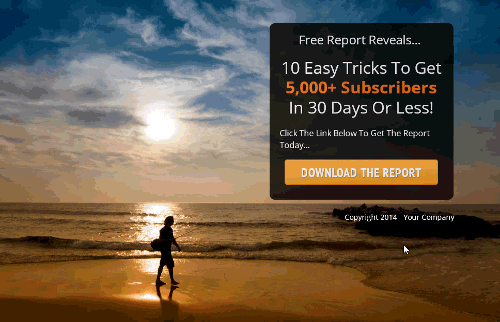 Free Report Reveals...
10 Easy Tricks To Get
5,000+ Subscribers
In 30 Days Or Less!
Click The Link Below To Get The Report
Today...
DOWNLOAD THE REPORT
Copyright 2014 - Your Company